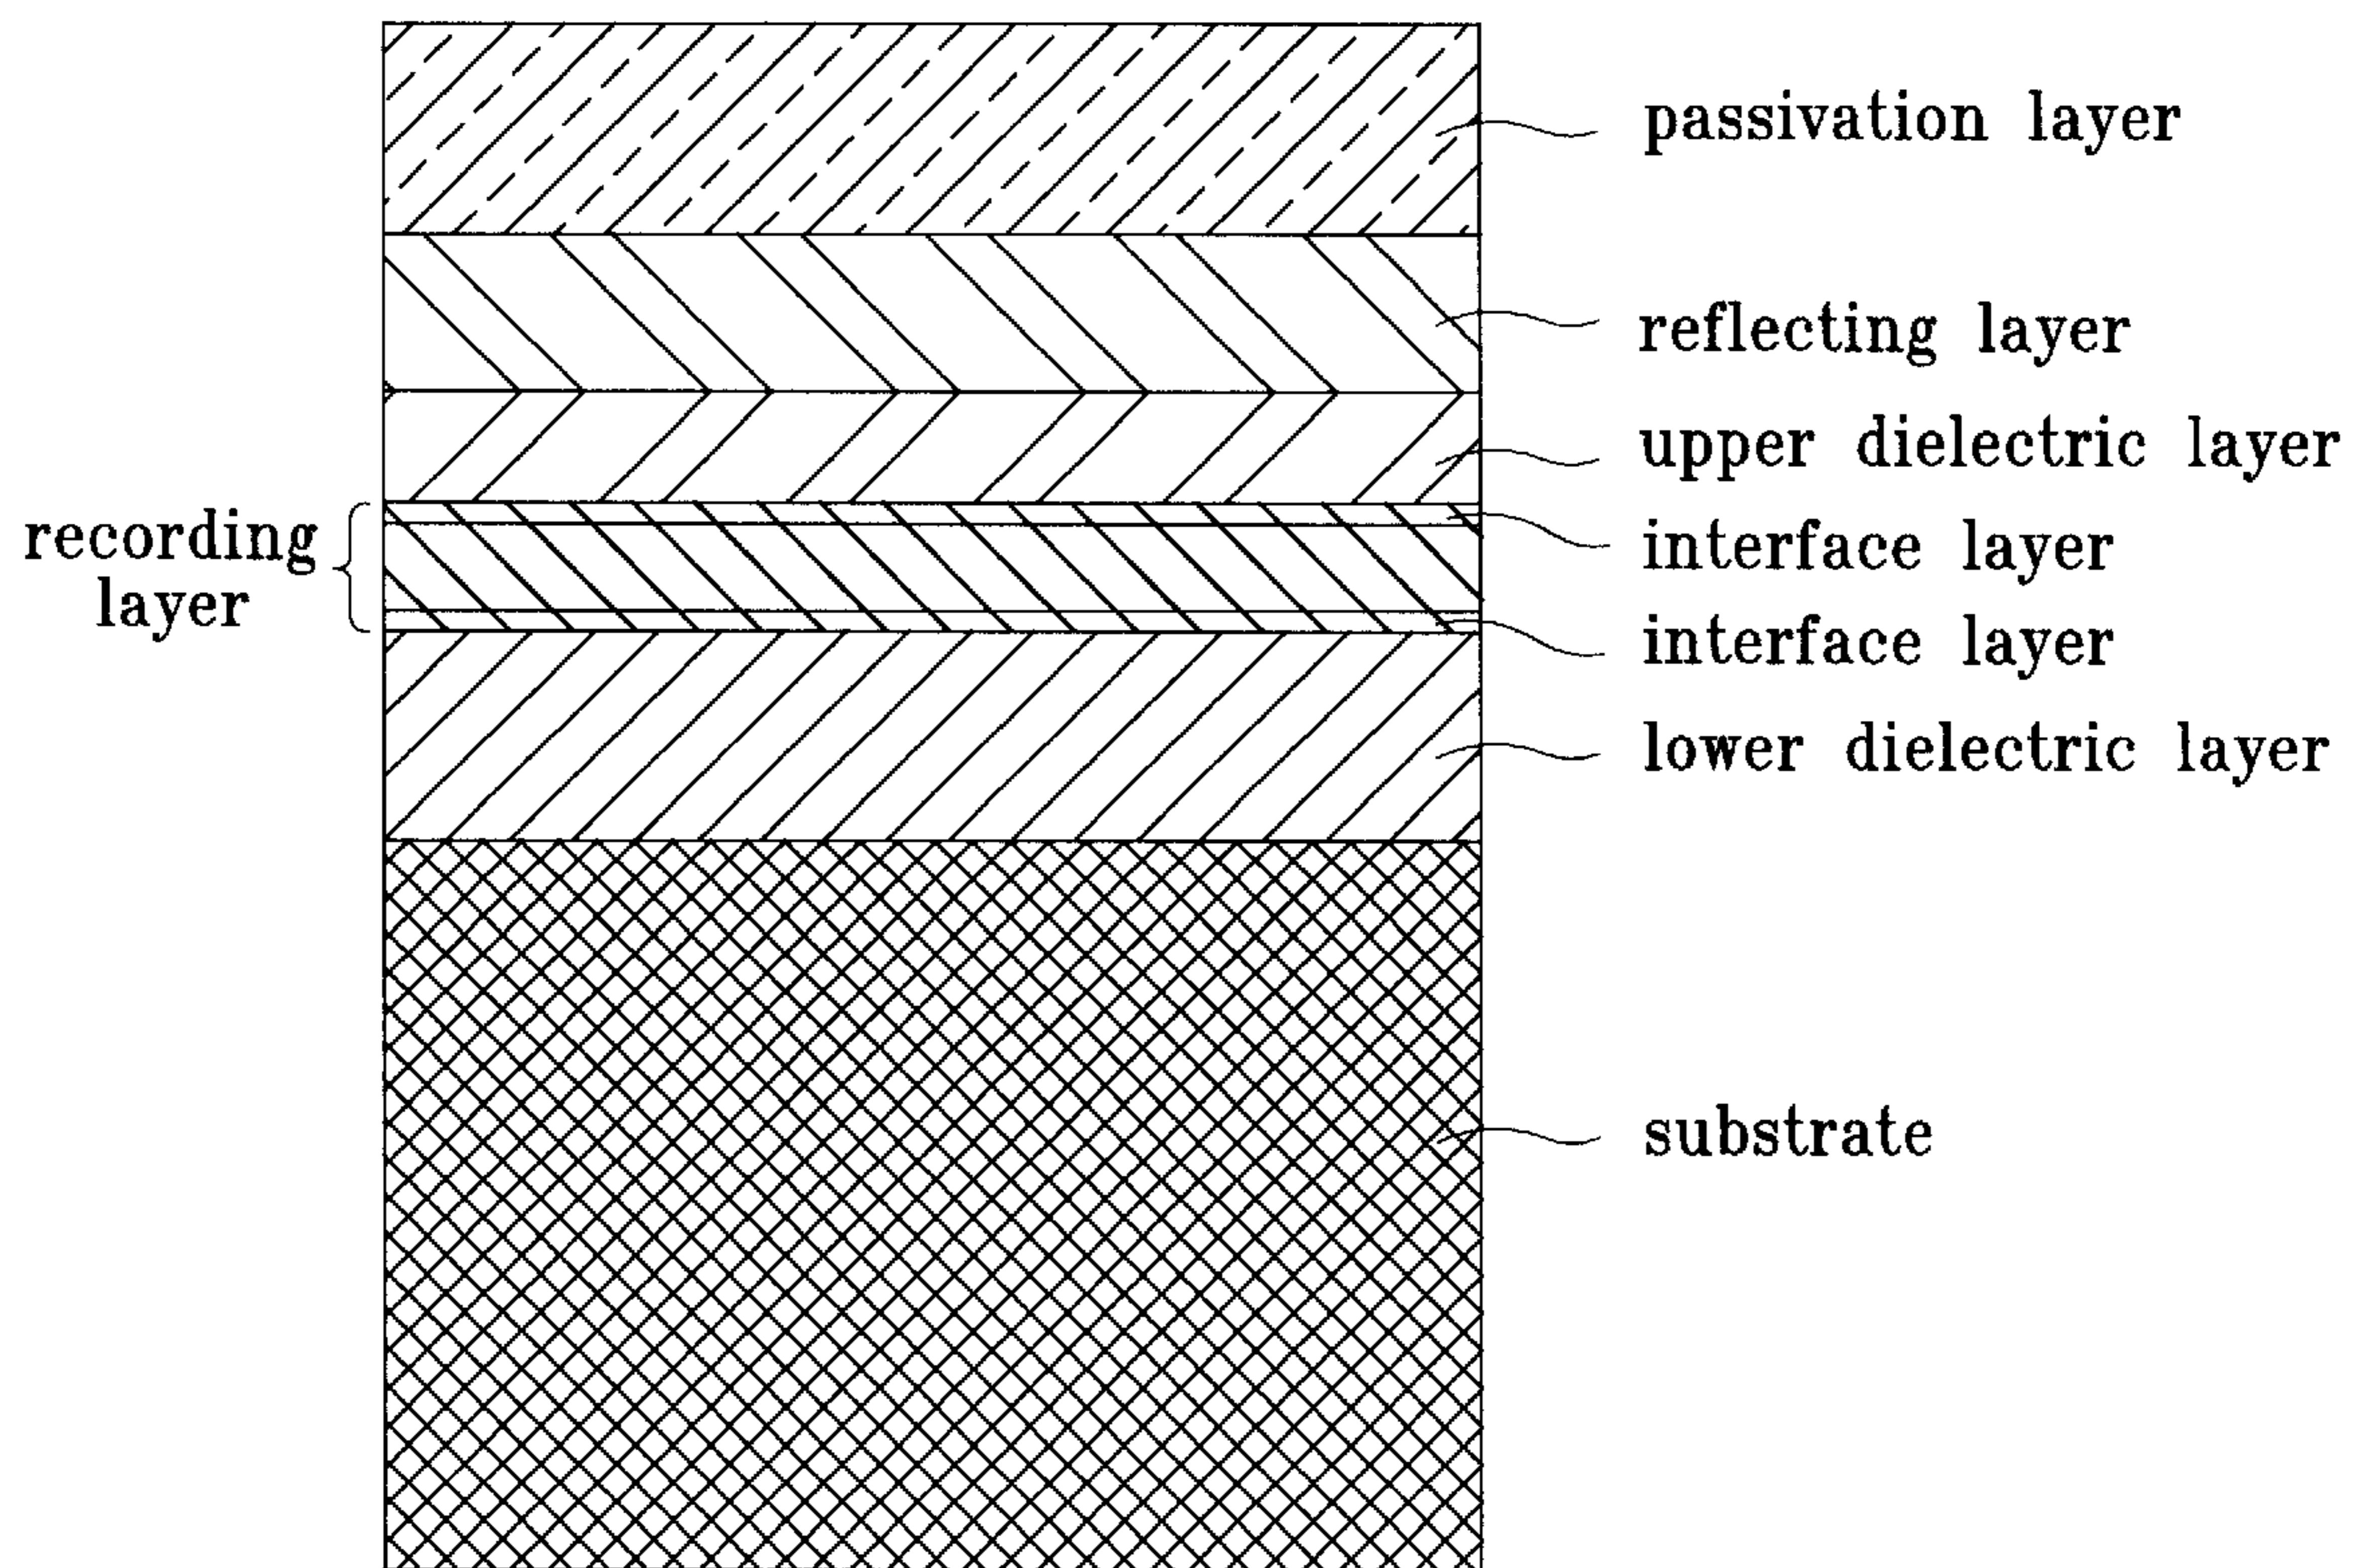 passivation layer
reflecting layer
upper dielectric layer
recording
layer
interface layer
interface layer
lower dielectric layer
substrate